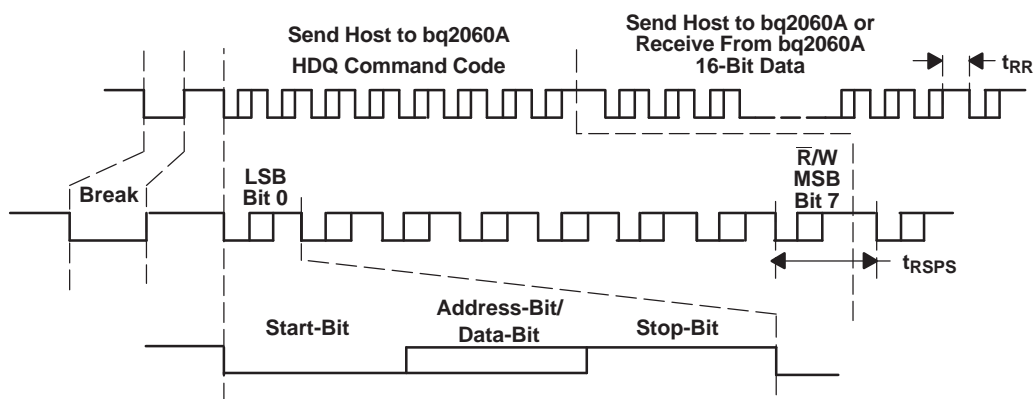 Send Host to bq2060A
HDQ Command Code
Send Host to bq2060A or
Receive From bq2060A
16-Bit Data
tRR
Break
LSB
Bit 0
R̅/W
MSB
Bit 7
tRSPS
Start-Bit
Address-Bit/
Data-Bit
Stop-Bit